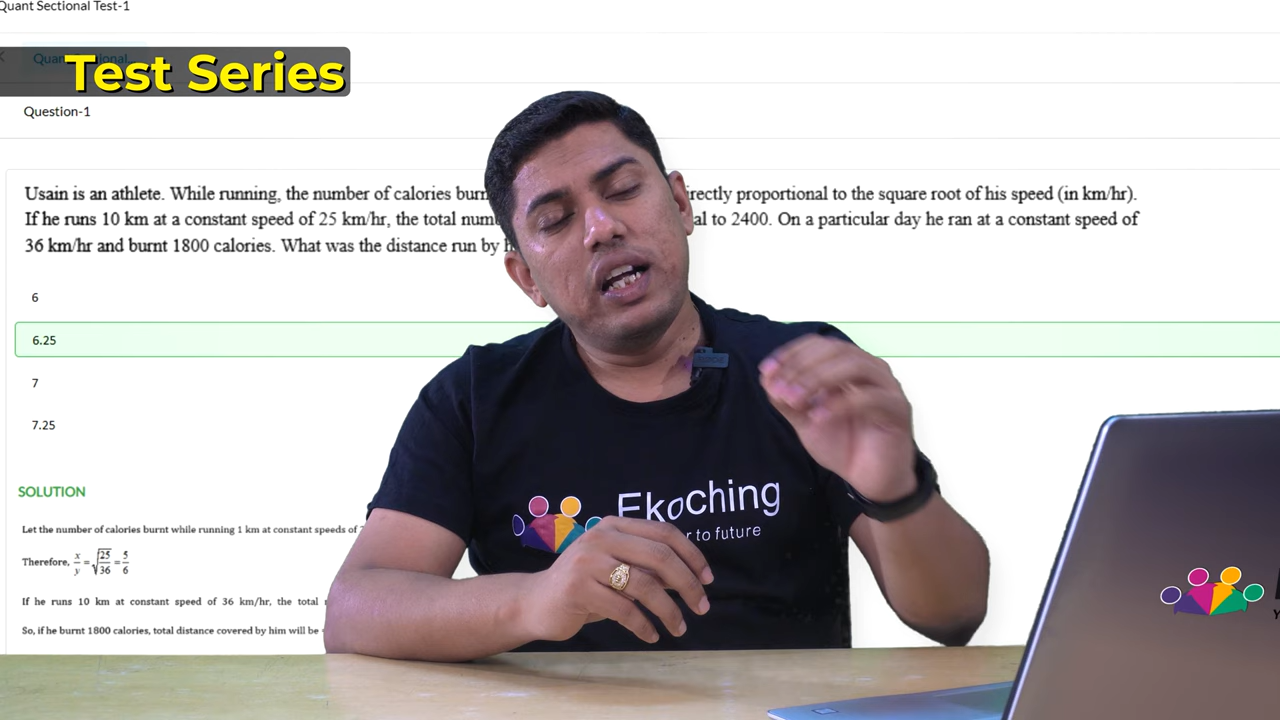 Quant Sectional Test-1
Test Series
Question-1
Usain is an athlete. While running, the number of calories burn
irectly proportional to the square root of his speed (in km/hr).
If he runs 10 km at a constant speed of 25 km/hr, the total num
al to 2400. On a particular day he ran at a constant speed of
36 km/hr and burnt 1800 calories. What was the distance run by h
6
6.25
7
7.25
SOLUTION
Let the number of calories burnt while running 1 km at constant speeds of
Therefore, x/y = √25/36 = 5/6
If he runs 10 km at constant speed of 36 km/hr, the total
So, if he burnt 1800 calories, total distance covered by him will be
Ekoching
r to future